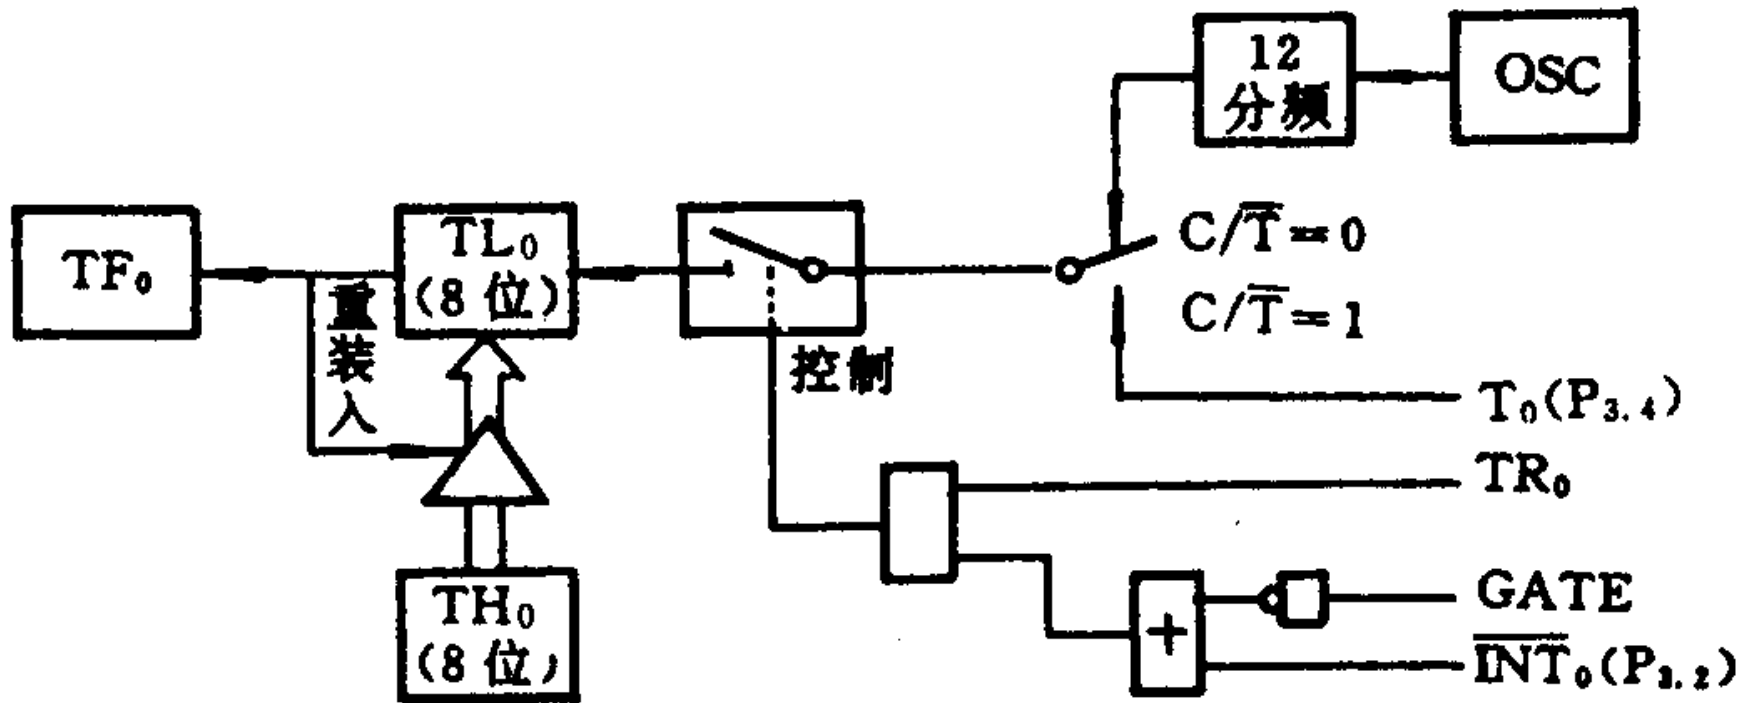 12
分频
OSC
TF₀
TL₀
(8 位)
C/T̅=0
C/T̅=1
重
装
入
控制
T₀(P₃.₄)
TR₀
TH₀
(8 位)
+
GATE
I̅N̅T̅₀(P₃.₂)